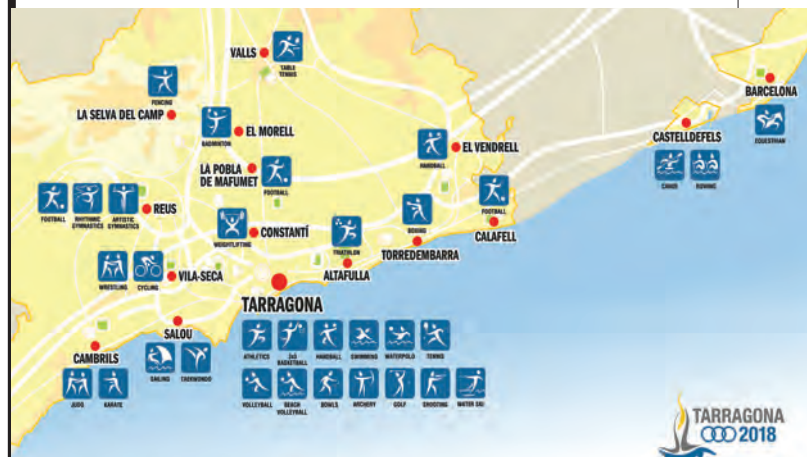 VALLS
TABLE
TENNIS
FENCING
LA SELVA DEL CAMP
BADMINTON
EL MORELL
LA POBLA
DE MAFUMET
FOOTBALL
HANDBALL
EL VENDRELL
BARCELONA
EQUESTRIAN
CASTELLDEFELS
CANOE
ROWING
FOOTBALL
RHYTHMIC
GYMNASTICS
ARTISTIC
GYMNASTICS
REUS
WEIGHTLIFTING
CONSTANTÍ
TRIATHLON
ALTAFULLA
BOXING
TORREDEMBARRA
FOOTBALL
CALAFELL
WRESTLING
CYCLING
VILA-SECA
TARRAGONA
SALOU
SAILING
TAEKWONDO
CAMBRILS
JUDO
KARATE
ATHLETICS
3x3
BASKETBALL
HANDBALL
SWIMMING
WATERPOLO
TENNIS
VOLLEYBALL
BEACH
VOLLEYBALL
BOWLS
ARCHERY
GOLF
SHOOTING
WATER SKI
TARRAGONA
2018